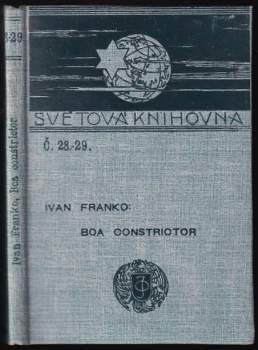 SVĚTOVÁ KNIHOVNA
Č. 28.-29.
IVAN FRANKO:
BOA CONSTRICTOR
Ivan Franko, Boa constrictor